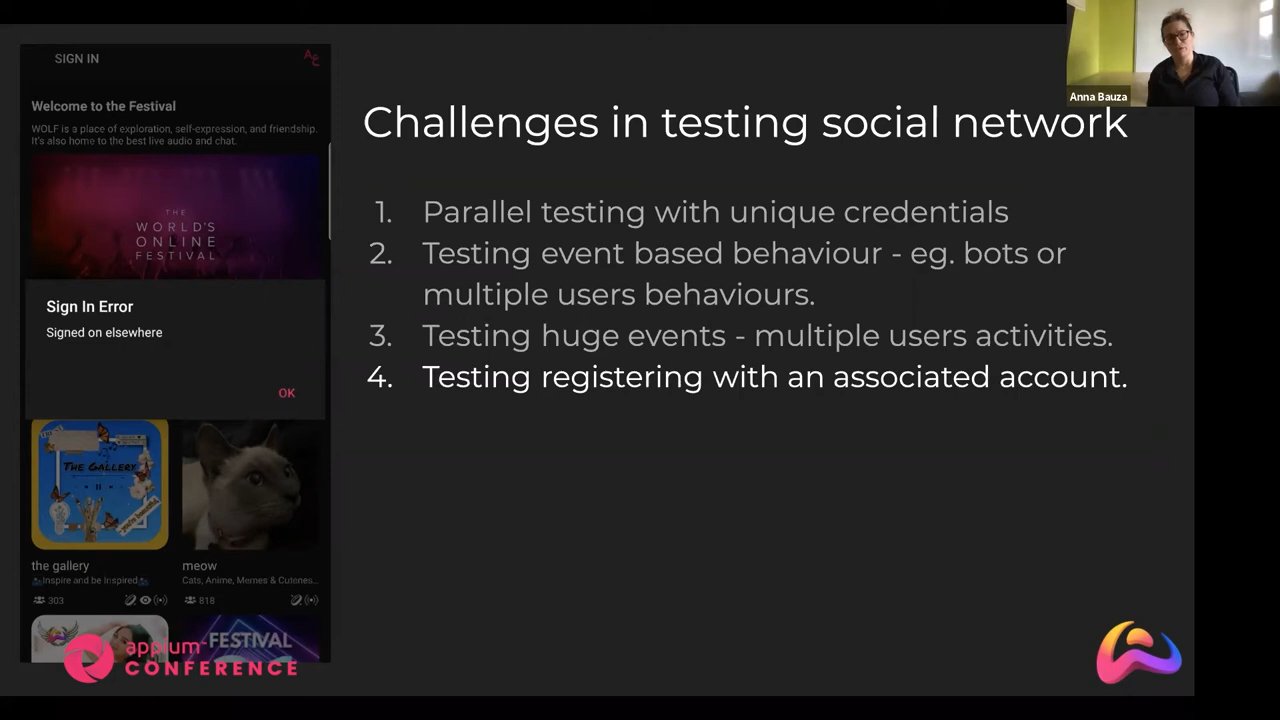 SIGN IN
Welcome to the Festival
WOLF is a place of exploration, self-expression, and friendship.
It's also home to the best live audio and chat.
THE
WORLD'S
ONLINE
FESTIVAL
Sign In Error
Signed on elsewhere
OK
THE GALLERY
the gallery
Inspire and be Inspired
303
meow
Cats, Anime, Memes & Cutenes...
818
FESTIVAL
appium
CONFERENCE
Challenges in testing social network
1. Parallel testing with unique credentials
2. Testing event based behaviour - eg. bots or
multiple users behaviours.
3. Testing huge events - multiple users activities.
4. Testing registering with an associated account.
Anna Bauza